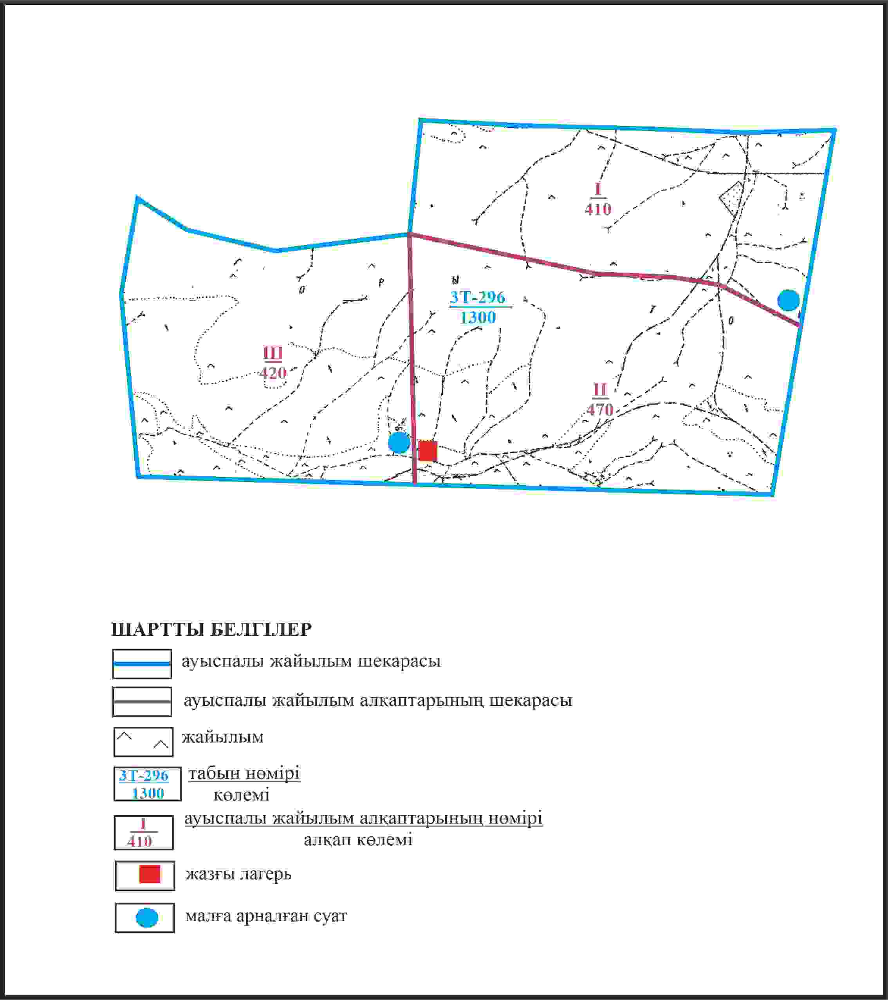 I
410
О Р Ы Т О
3Т-296
1300
III
420
II
470
ШАРТТЫ БЕЛГІЛЕР
ауыспалы жайылым шекарасы
ауыспалы жайылым алқаптарының шекарасы
жайылым
3Т-296 табын нөмірі
1300 көлемі
I ауыспалы жайылым алқаптарының нөмірі
410 алқап көлемі
жазғы лагерь
малға арналған суат